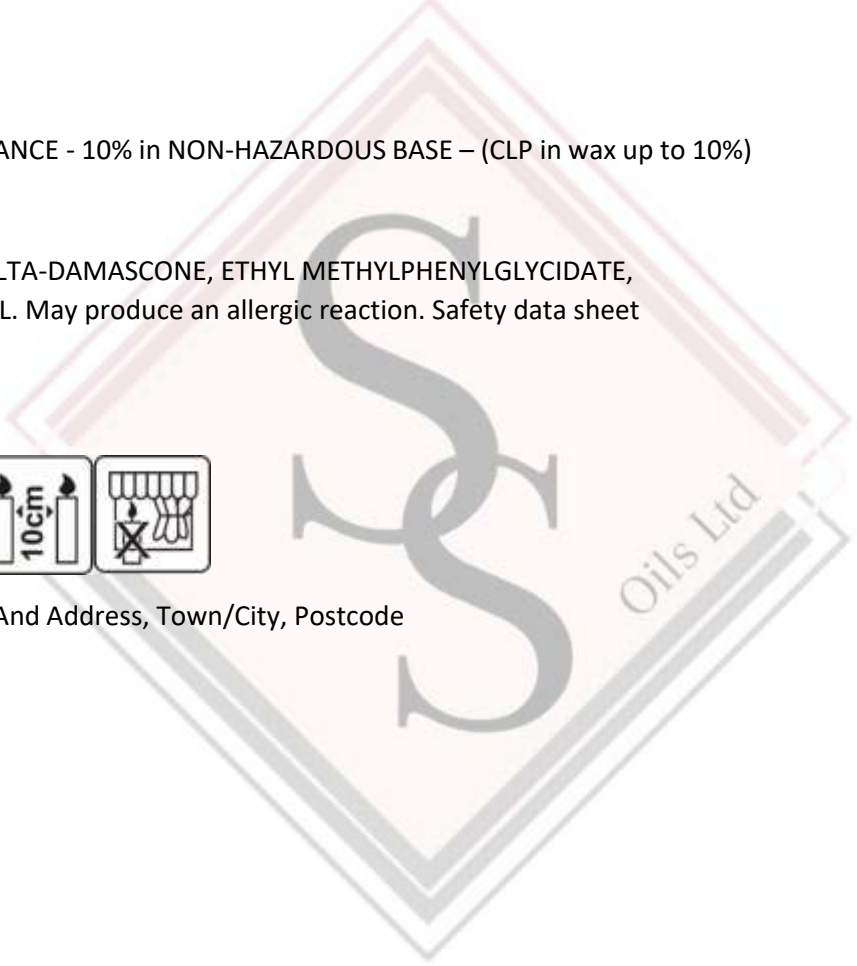 ANCE - 10% in NON-HAZARDOUS BASE – (CLP in wax up to 10%)
LTA-DAMASCONE, ETHYL METHYLPHENYLGLYCIDATE,
L. May produce an allergic reaction. Safety data sheet
10cm
And Address, Town/City, Postcode
SOS
Oils Ltd